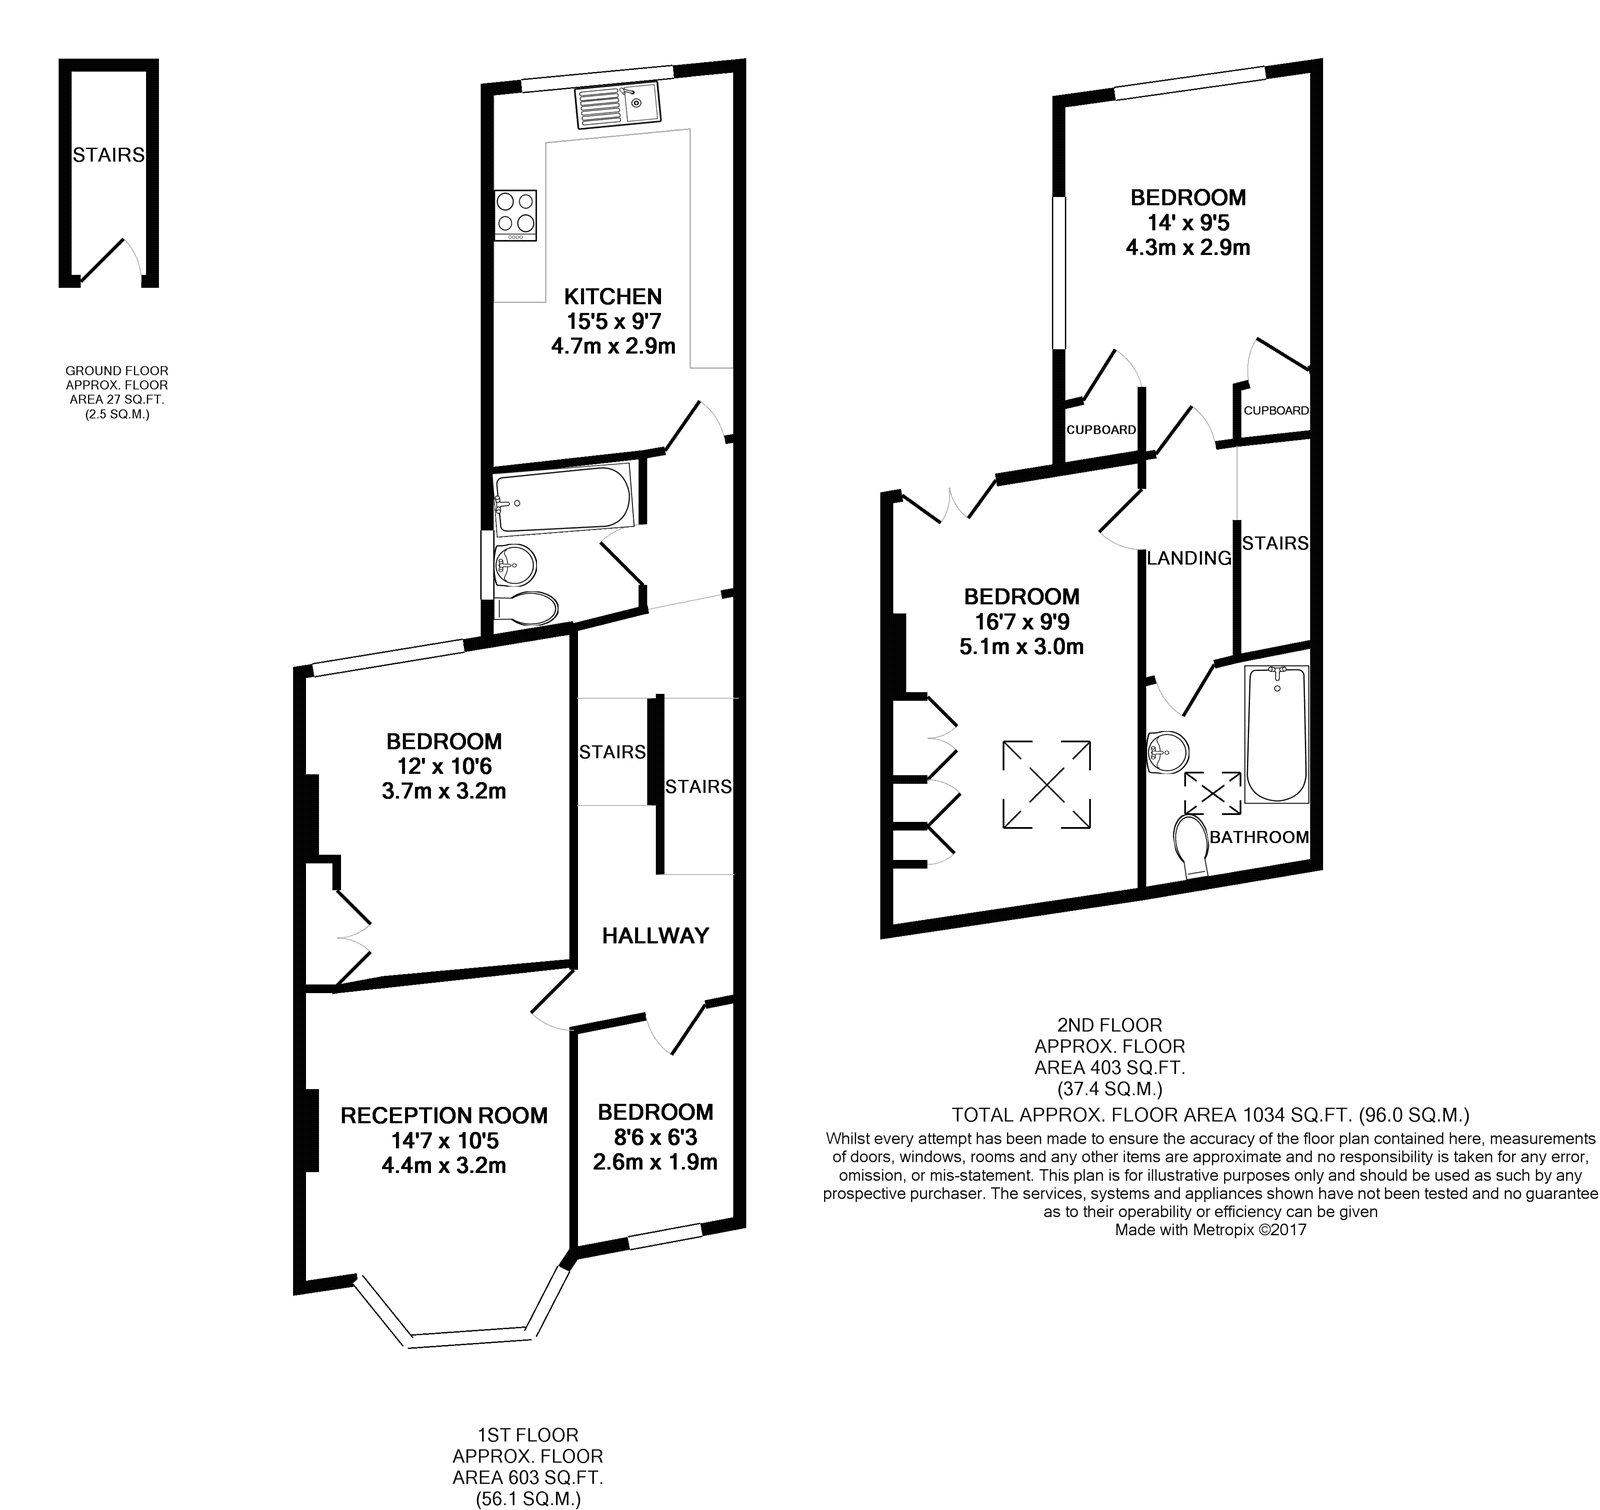 STAIRS
GROUND FLOOR
APPROX. FLOOR
AREA 27 SQ.FT.
(2.5 SQ.M.)
KITCHEN
15'5 x 9'7
4.7m x 2.9m
BEDROOM
12' x 10'6
3.7m x 3.2m
STAIRS
STAIRS
HALLWAY
RECEPTION ROOM
14'7 x 10'5
4.4m x 3.2m
BEDROOM
8'6 x 6'3
2.6m x 1.9m
1ST FLOOR
APPROX. FLOOR
AREA 603 SQ.FT.
(56.1 SQ.M.)
BEDROOM
14' x 9'5
4.3m x 2.9m
CUPBOARD
CUPBOARD
LANDING
STAIRS
BEDROOM
16'7 x 9'9
5.1m x 3.0m
BATHROOM
2ND FLOOR
APPROX. FLOOR
AREA 403 SQ.FT.
(37.4 SQ.M.)
TOTAL APPROX. FLOOR AREA 1034 SQ.FT. (96.0 SQ.M.)
Whilst every attempt has been made to ensure the accuracy of the floor plan contained here, measurements
of doors, windows, rooms and any other items are approximate and no responsibility is taken for any error,
omission, or mis-statement. This plan is for illustrative purposes only and should be used as such by any
prospective purchaser. The services, systems and appliances shown have not been tested and no guarantee
as to their operability or efficiency can be given
Made with Metropix ©2017